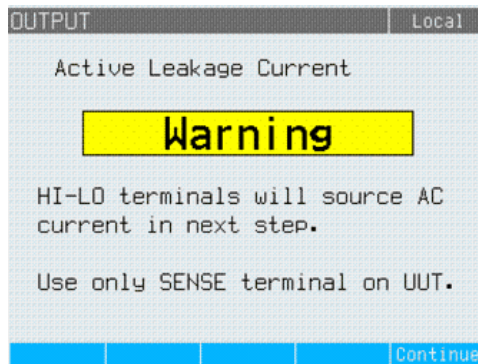 OUTPUT Local
Active Leakage Current
Warning
HI-LO terminals will source AC
current in next step.
Use only SENSE terminal on UUT.
Continue